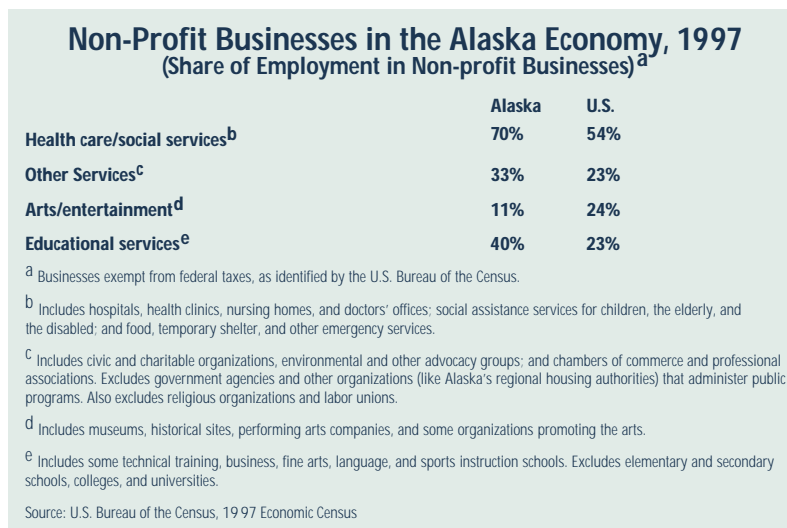 Non-Profit Businesses in the Alaska Economy, 1997
(Share of Employment in Non-profit Businesses)a
Alaska U.S.
Health care/social servicesb 70% 54%
Other Servicesc 33% 23%
Arts/entertainmentd 11% 24%
Educational servicese 40% 23%
a Businesses exempt from federal taxes, as identified by the U.S. Bureau of the Census.
b Includes hospitals, health clinics, nursing homes, and doctors' offices; social assistance services for children, the elderly, and
the disabled; and food, temporary shelter, and other emergency services.
c Includes civic and charitable organizations, environmental and other advocacy groups; and chambers of commerce and professional
associations. Excludes government agencies and other organizations (like Alaska's regional housing authorities) that administer public
programs. Also excludes religious organizations and labor unions.
d Includes museums, historical sites, performing arts companies, and some organizations promoting the arts.
e Includes some technical training, business, fine arts, language, and sports instruction schools. Excludes elementary and secondary
schools, colleges, and universities.
Source: U.S. Bureau of the Census, 1997 Economic Census